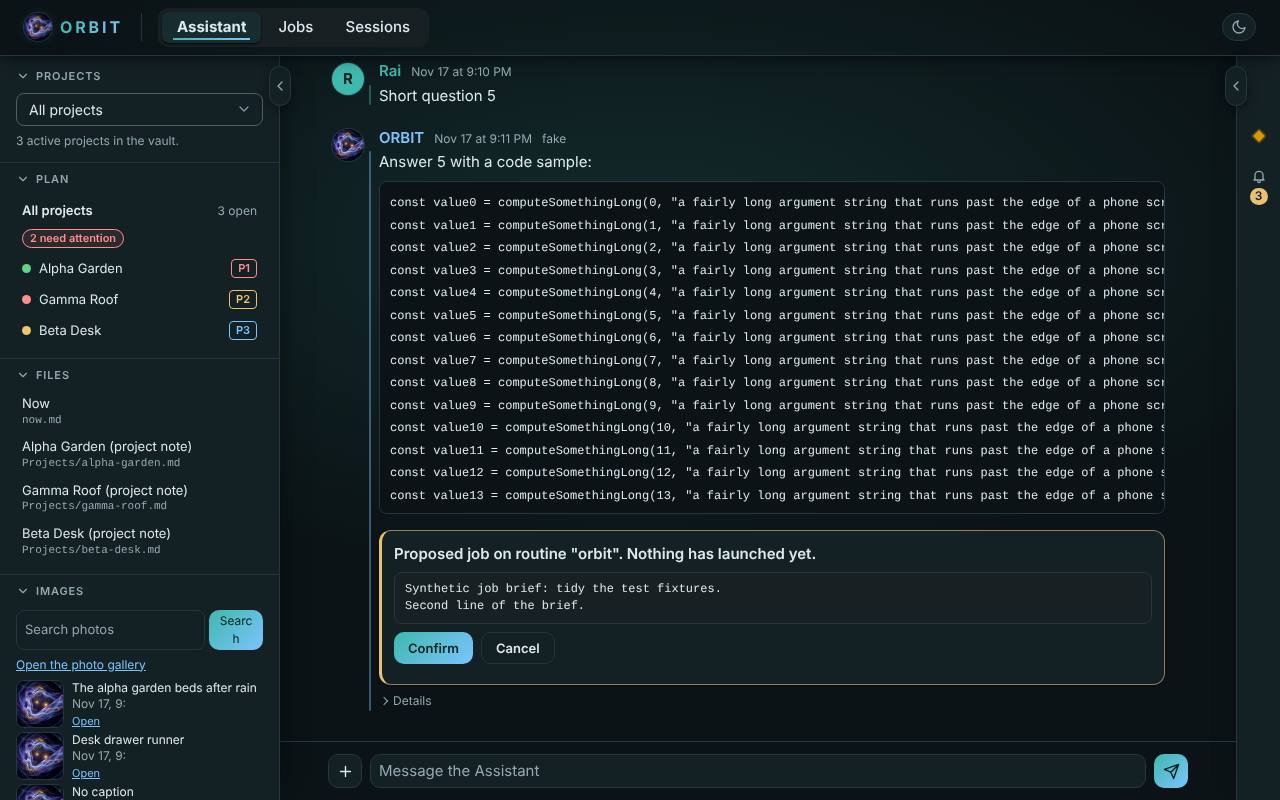 ORBIT
Assistant
Jobs
Sessions
PROJECTS
All projects
3 active projects in the vault.
PLAN
All projects 3 open
2 need attention
Alpha Garden P1
Gamma Roof P2
Beta Desk P3
FILES
Now
now.md
Alpha Garden (project note)
Projects/alpha-garden.md
Gamma Roof (project note)
Projects/gamma-roof.md
Beta Desk (project note)
Projects/beta-desk.md
IMAGES
Search photos
Searc
h
Open the photo gallery
The alpha garden beds after rain
Nov 17, 9:
Open
Desk drawer runner
Nov 17, 9:
Open
No caption
R
Rai Nov 17 at 9:10 PM
Short question 5
ORBIT Nov 17 at 9:11 PM fake
Answer 5 with a code sample:
const value0 = computeSomethingLong(0, "a fairly long argument string that runs past the edge of a phone scr
const value1 = computeSomethingLong(1, "a fairly long argument string that runs past the edge of a phone scr
const value2 = computeSomethingLong(2, "a fairly long argument string that runs past the edge of a phone scr
const value3 = computeSomethingLong(3, "a fairly long argument string that runs past the edge of a phone scr
const value4 = computeSomethingLong(4, "a fairly long argument string that runs past the edge of a phone scr
const value5 = computeSomethingLong(5, "a fairly long argument string that runs past the edge of a phone scr
const value6 = computeSomethingLong(6, "a fairly long argument string that runs past the edge of a phone scr
const value7 = computeSomethingLong(7, "a fairly long argument string that runs past the edge of a phone scr
const value8 = computeSomethingLong(8, "a fairly long argument string that runs past the edge of a phone scr
const value9 = computeSomethingLong(9, "a fairly long argument string that runs past the edge of a phone scr
const value10 = computeSomethingLong(10, "a fairly long argument string that runs past the edge of a phone s
const value11 = computeSomethingLong(11, "a fairly long argument string that runs past the edge of a phone s
const value12 = computeSomethingLong(12, "a fairly long argument string that runs past the edge of a phone s
const value13 = computeSomethingLong(13, "a fairly long argument string that runs past the edge of a phone s
Proposed job on routine "orbit". Nothing has launched yet.
Synthetic job brief: tidy the test fixtures.
Second line of the brief.
Confirm
Cancel
Details
Message the Assistant
3